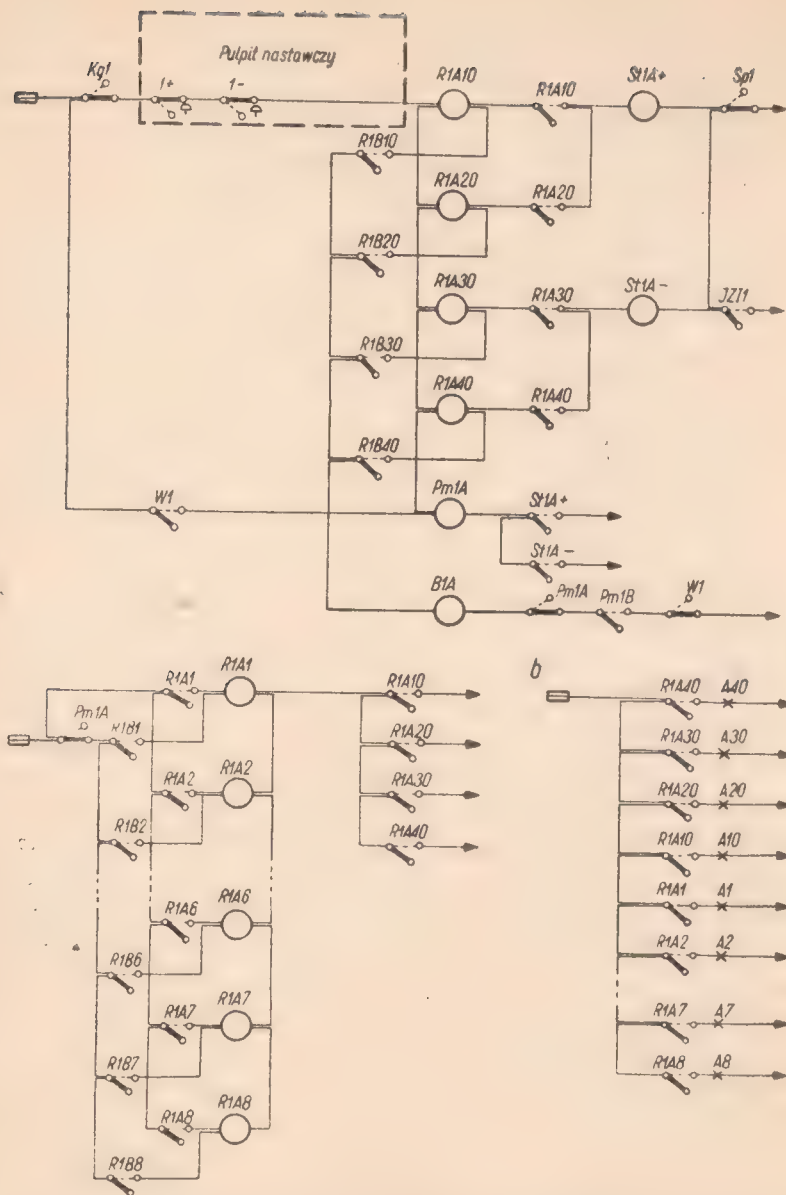 Pulpit nastawczy
Kg1
1+
1-
R1A10
R1A10
St1A+
Sp1
R1B10
R1A20
R1A20
R1B20
R1A30
R1A30
St1A-
JZI1
R1B30
R1A40
R1A40
R1B40
W1
Pm1A
St1A+
St1A-
B1A
Pm1A
Pm1B
W1
R1A1
R1A1
R1A10
Pm1A
R1B1
R1A20
R1A2
R1A2
R1A30
R1B2
R1A40
R1A6
R1A6
R1B6
R1A7
R1A7
R1B7
R1A8
R1A8
R1B8
b
R1A40 A40
R1A30 A30
R1A20 A20
R1A10 A10
R1A1 A1
R1A2 A2
R1A7 A7
R1A8 A8